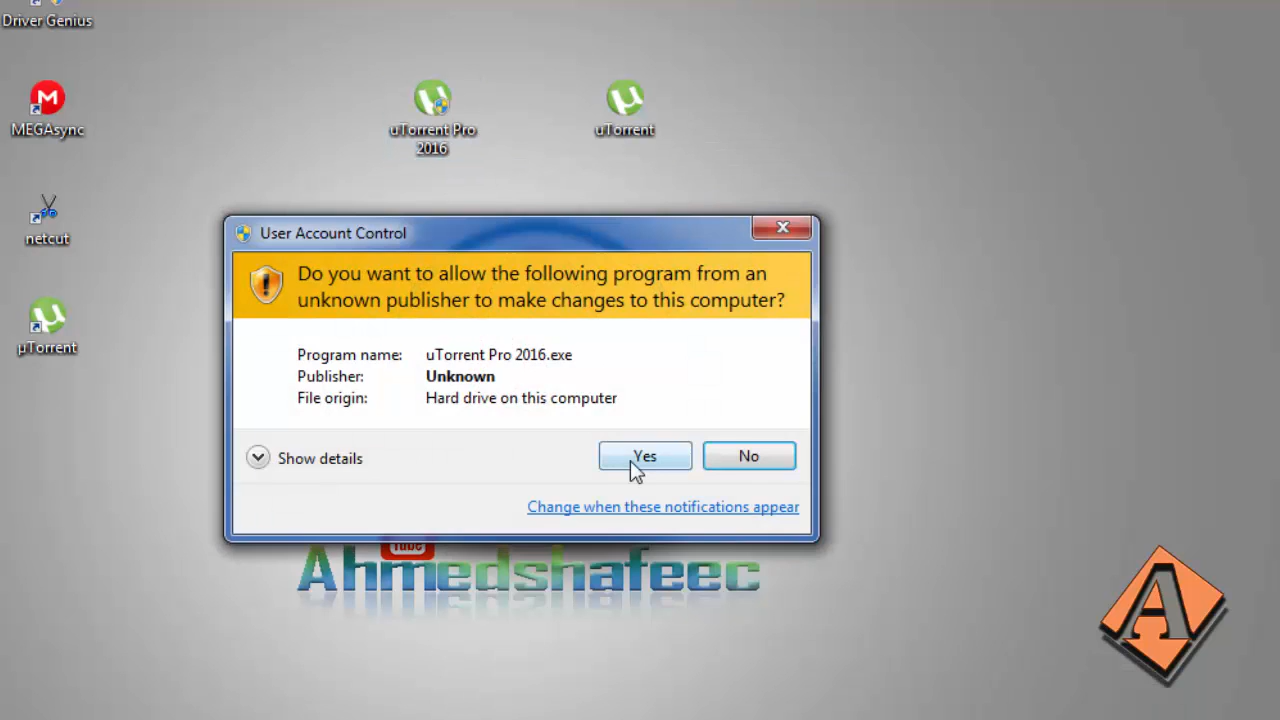 Driver Genius
MEGAsync
netcut
µTorrent
uTorrent Pro
2016
uTorrent
User Account Control
Do you want to allow the following program from an
unknown publisher to make changes to this computer?
Program name: uTorrent Pro 2016.exe
Publisher: Unknown
File origin: Hard drive on this computer
Show details
Yes
No
Change when these notifications appear
Tube
Ahmedshafeec